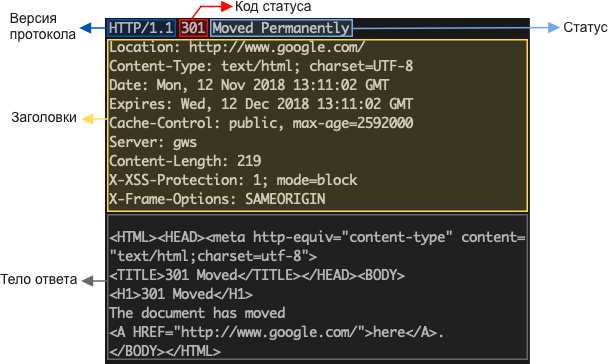 Код статуса
Версия
протокола
HTTP/1.1 301 Moved Permanently
Статус
Location: http://www.google.com/
Content-Type: text/html; charset=UTF-8
Date: Mon, 12 Nov 2018 13:11:02 GMT
Expires: Wed, 12 Dec 2018 13:11:02 GMT
Cache-Control: public, max-age=2592000
Заголовки
Server: gws
Content-Length: 219
X-XSS-Protection: 1; mode=block
X-Frame-Options: SAMEORIGIN
<HTML><HEAD><meta http-equiv="content-type" content=
"text/html;charset=utf-8">
<TITLE>301 Moved</TITLE></HEAD><BODY>
Тело ответа
<H1>301 Moved</H1>
The document has moved
<A HREF="http://www.google.com/">here</A>.
</BODY></HTML>